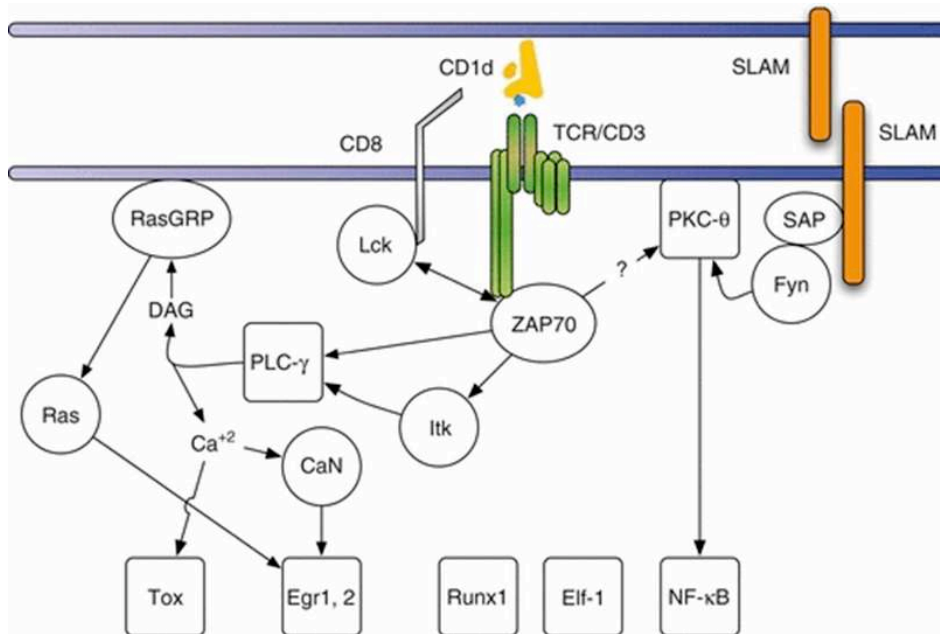 SLAM
CD1d
CD8
TCR/CD3
SLAM
RasGRP
PKC-θ
SAP
Lck
?
Fyn
DAG
ZAP70
PLC-γ
Ras
Itk
Ca+2
CaN
Tox
Egr1, 2
Runx1
Elf-1
NF-κB